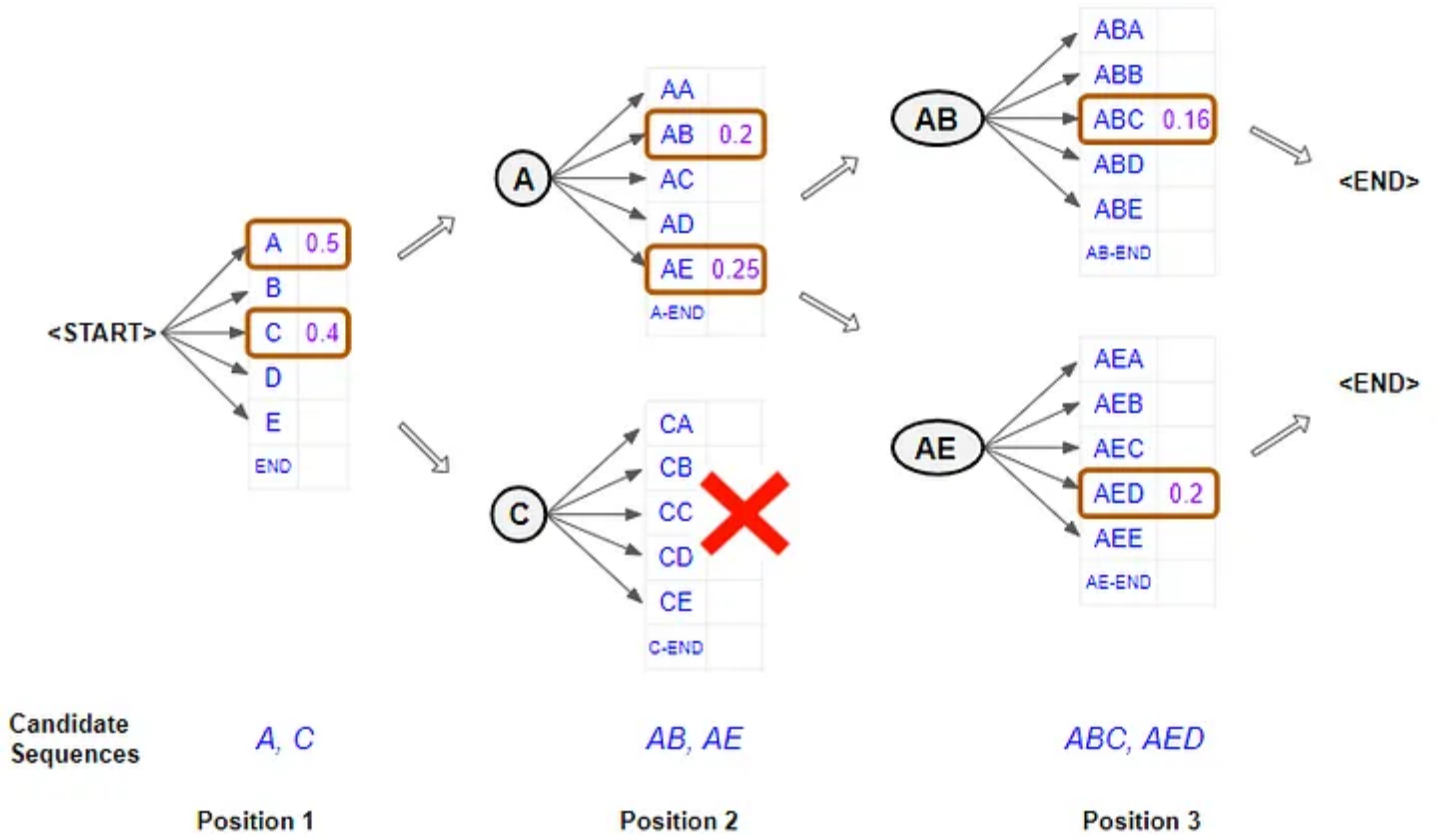 <START>
A 0.5
B
C 0.4
D
E
END
A
AA
AB 0.2
AC
AD
AE 0.25
A-END
C
CA
CB
CC
CD
CE
C-END
AB
ABA
ABB
ABC 0.16
ABD
ABE
AB-END
<END>
AE
AEA
AEB
AEC
AED 0.2
AEE
AE-END
<END>
Candidate
Sequences
A, C
AB, AE
ABC, AED
Position 1
Position 2
Position 3